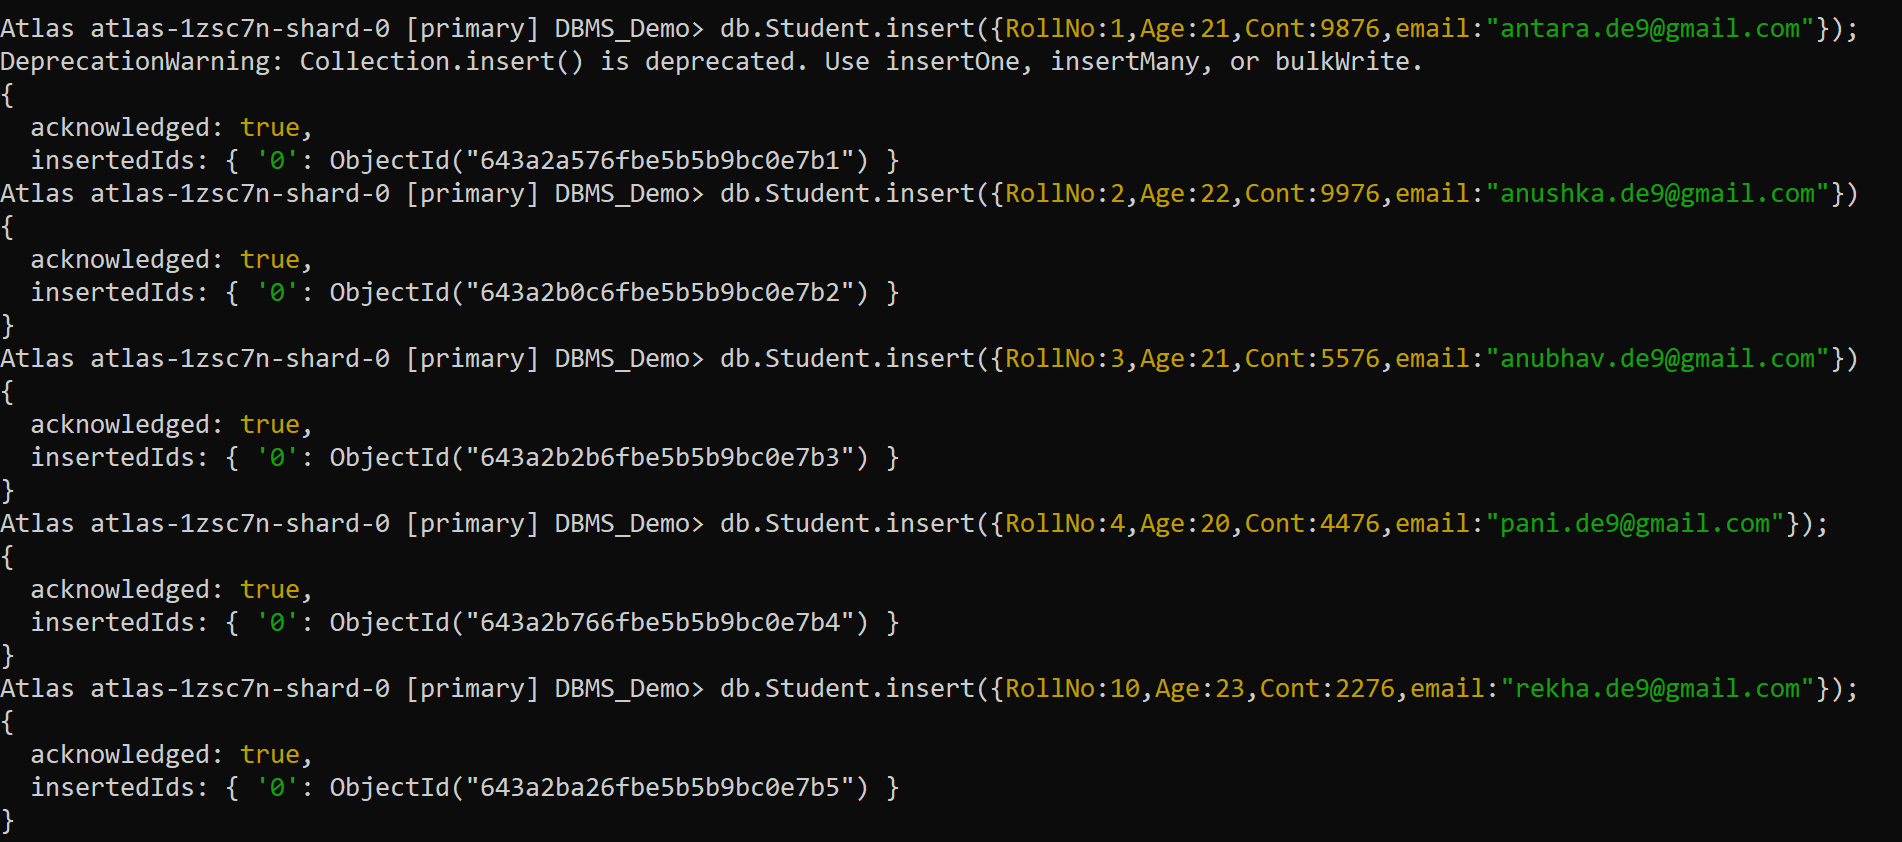 Atlas atlas-1zsc7n-shard-0 [primary] DBMS_Demo> db.Student.insert({RollNo:1,Age:21,Cont:9876,email:"antara.de9@gmail.com"});
DeprecationWarning: Collection.insert() is deprecated. Use insertOne, insertMany, or bulkWrite.
{
  acknowledged: true,
  insertedIds: { '0': ObjectId("643a2a576fbe5b5b9bc0e7b1") }
Atlas atlas-1zsc7n-shard-0 [primary] DBMS_Demo> db.Student.insert({RollNo:2,Age:22,Cont:9976,email:"anushka.de9@gmail.com"})
{
  acknowledged: true,
  insertedIds: { '0': ObjectId("643a2b0c6fbe5b5b9bc0e7b2") }
}
Atlas atlas-1zsc7n-shard-0 [primary] DBMS_Demo> db.Student.insert({RollNo:3,Age:21,Cont:5576,email:"anubhav.de9@gmail.com"})
{
  acknowledged: true,
  insertedIds: { '0': ObjectId("643a2b2b6fbe5b5b9bc0e7b3") }
}
Atlas atlas-1zsc7n-shard-0 [primary] DBMS_Demo> db.Student.insert({RollNo:4,Age:20,Cont:4476,email:"pani.de9@gmail.com"});
{
  acknowledged: true,
  insertedIds: { '0': ObjectId("643a2b766fbe5b5b9bc0e7b4") }
}
Atlas atlas-1zsc7n-shard-0 [primary] DBMS_Demo> db.Student.insert({RollNo:10,Age:23,Cont:2276,email:"rekha.de9@gmail.com"});
{
  acknowledged: true,
  insertedIds: { '0': ObjectId("643a2ba26fbe5b5b9bc0e7b5") }
}